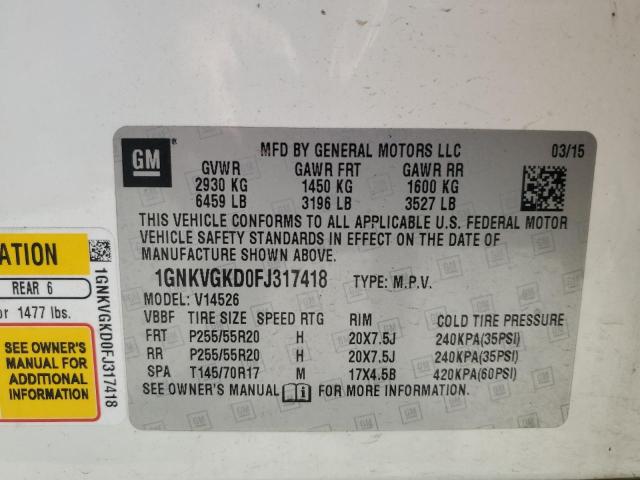 GM
MFD BY GENERAL MOTORS LLC 03/15
GVWR GAWR FRT GAWR RR
2930 KG 1450 KG 1600 KG
6459 LB 3196 LB 3527 LB
THIS VEHICLE CONFORMS TO ALL APPLICABLE U.S. FEDERAL MOTOR
VEHICLE SAFETY STANDARDS IN EFFECT ON THE DATE OF
MANUFACTURE SHOWN ABOVE.
1GNKVGKD0FJ317418 TYPE: M.P.V.
MODEL: V14526
VBBF TIRE SIZE SPEED RTG RIM COLD TIRE PRESSURE
FRT P255/55R20 H 20X7.5J 240KPA(35PSI)
RR P255/55R20 H 20X7.5J 240KPA(35PSI)
SPA T145/70R17 M 17X4.5B 420KPA(60PSI)
SEE OWNER'S MANUAL FOR MORE INFORMATION.
ATION
REAR 6
or 1477 lbs.
SEE OWNER'S
MANUAL FOR
ADDITIONAL
INFORMATION
1GNKVGKD0FJ317418